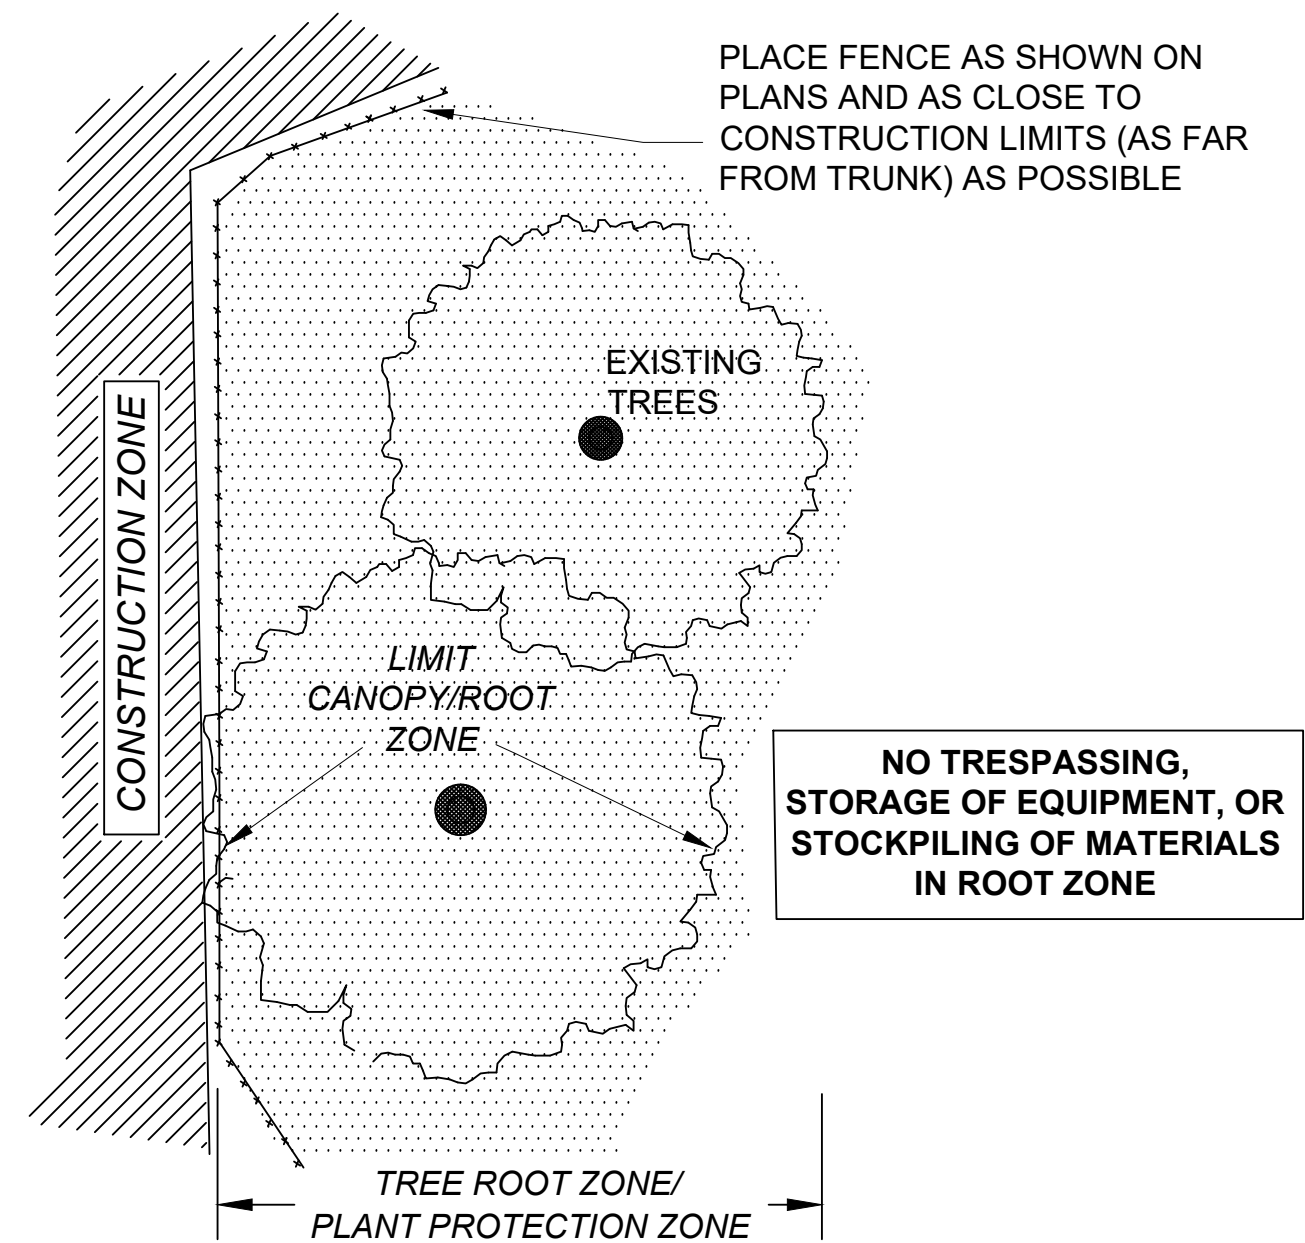 PLACE FENCE AS SHOWN ON
PLANS AND AS CLOSE TO
CONSTRUCTION LIMITS (AS FAR
FROM TRUNK) AS POSSIBLE
EXISTING
TREES
CONSTRUCTION ZONE
LIMIT
CANOPY/ROOT
ZONE
NO TRESPASSING,
STORAGE OF EQUIPMENT, OR
STOCKPILING OF MATERIALS
IN ROOT ZONE
TREE ROOT ZONE/
PLANT PROTECTION ZONE